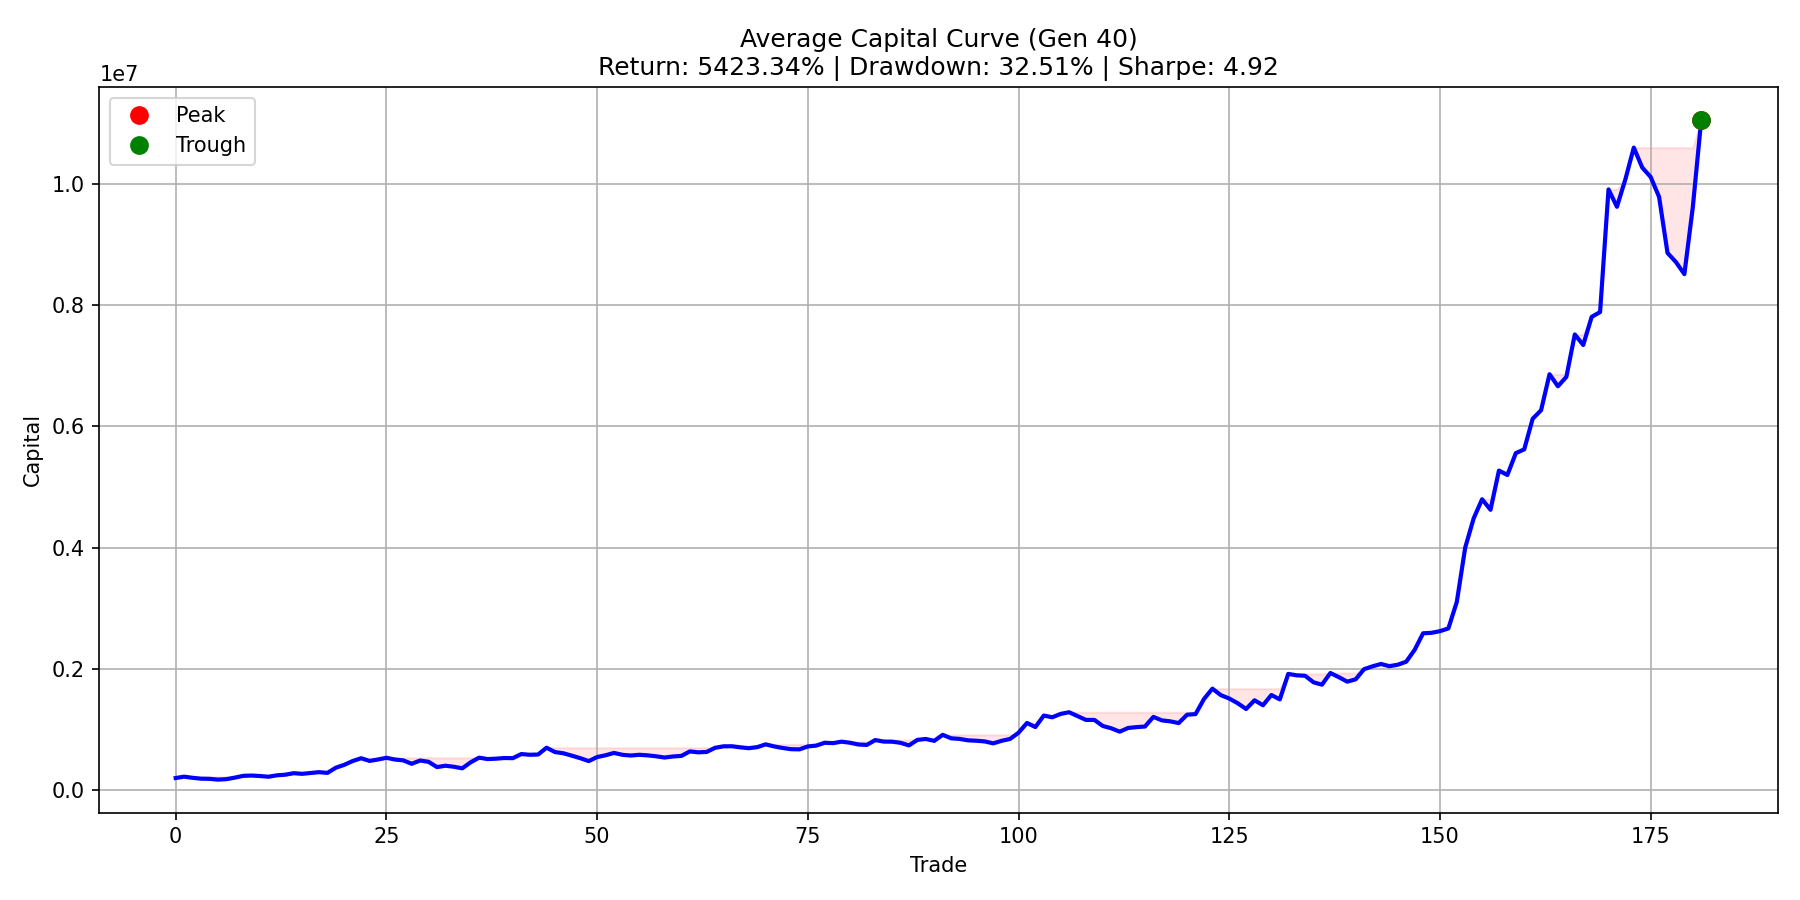 Average Capital Curve (Gen 40)
Return: 5423.34% | Drawdown: 32.51% | Sharpe: 4.92
1e7
Peak
Trough
1.0
0.8
0.6
0.4
0.2
0.0
Capital
0 25 50 75 100 125 150 175
Trade